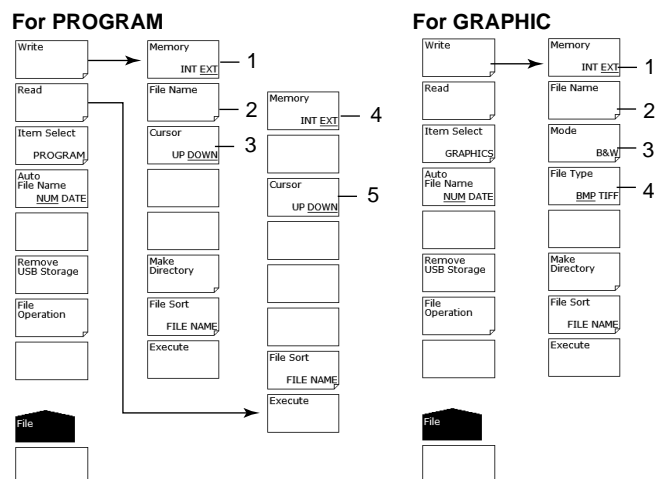 For PROGRAM
Write
Read
Item Select
PROGRAM
Auto
File Name
NUM DATE
Remove
USB Storage
File
Operation
File
Memory
INT EXT
1
File Name
2
Cursor
UP DOWN
3
Make
Directory
File Sort
FILE NAME
Execute
Memory
INT EXT
4
Cursor
UP DOWN
5
File Sort
FILE NAME
Execute
For GRAPHIC
Write
Read
Item Select
GRAPHICS
Auto
File Name
NUM DATE
Remove
USB Storage
File
Operation
File
Memory
INT EXT
1
File Name
2
Mode
B&W
3
File Type
BMP TIFF
4
Make
Directory
File Sort
FILE NAME
Execute